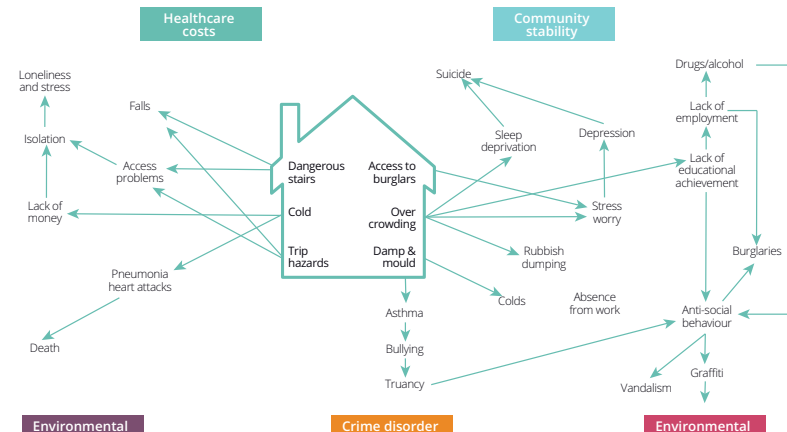 Healthcare
costs
Community
stability
Drugs/alcohol
Loneliness
and stress
Suicide
Falls
Lack of
employment
Isolation
Sleep
deprivation
Depression
Access
problems
Dangerous
stairs
Access to
burglars
Lack of
educational
achievement
Lack of
money
Cold
Over
crowding
Stress
worry
Trip
hazards
Damp &
mould
Rubbish
dumping
Burglaries
Pneumonia
heart attacks
Colds
Absence
from work
Asthma
Anti-social
behaviour
Death
Bullying
Truancy
Graffiti
Vandalism
Environmental
Crime disorder
Environmental